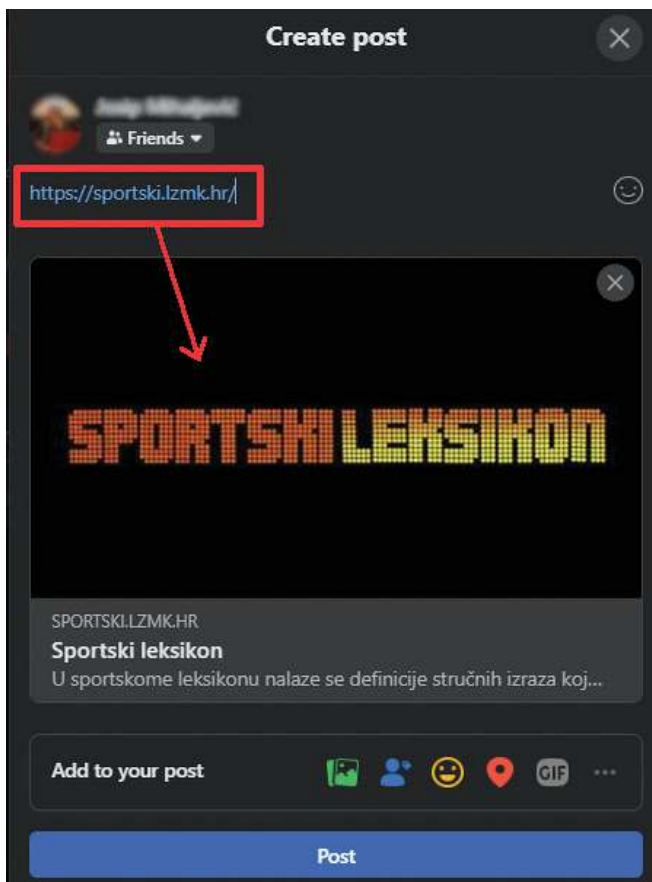 Create post
Friends
https://sportski.lzmk.hr/
SPORTSKI LEKSIKON
SPORTSKI.LZMK.HR
Sportski leksikon
U sportskome leksikonu nalaze se definicije stručnih izraza koj...
Add to your post
GIF
Post